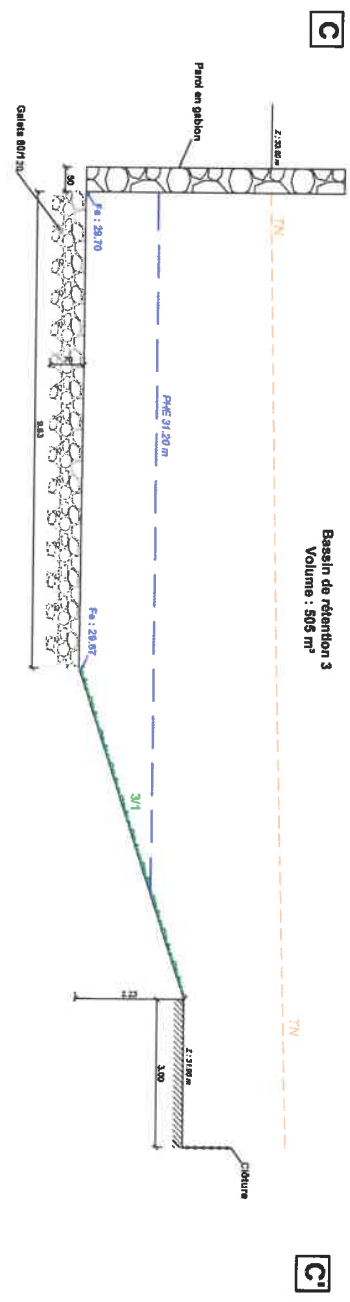 C
C'
Bassin de rétention 3
Volume : 505 m³
Paroi en gabion
TN
TN
PHE 31.20 m
Fe : 29.70
Fe : 29.67
3/1
Galets 80/120
50
9.63
3.00
Clôture